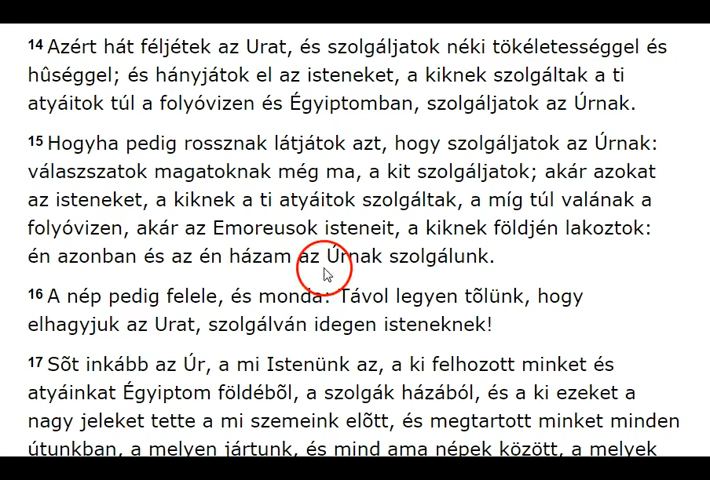 14 Azért hát féljétek az Urat, és szolgáljatok néki tökéletességgel és
hûséggel; és hányjátok el az isteneket, a kiknek szolgáltak a ti
atyáitok túl a folyóvizen és Égyiptomban, szolgáljatok az Úrnak.
15 Hogyha pedig rossznak látjátok azt, hogy szolgáljatok az Úrnak:
válaszszatok magatoknak még ma, a kit szolgáljatok; akár azokat
az isteneket, a kiknek a ti atyáitok szolgáltak, a míg túl valának a
folyóvizen, akár az Emoreusok isteneit, a kiknek földjén lakoztok:
én azonban és az én házam az Úrnak szolgálunk.
16 A nép pedig felele, és monda: Távol legyen tõlünk, hogy
elhagyjuk az Urat, szolgálván idegen isteneknek!
17 Sõt inkább az Úr, a mi Istenünk az, a ki felhozott minket és
atyáinkat Égyiptom földébõl, a szolgák házából, és a ki ezeket a
nagy jeleket tette a mi szemeink elõtt, és megtartott minket minden
útunkban, a melyen jártunk, és mind ama népek között, a melyek